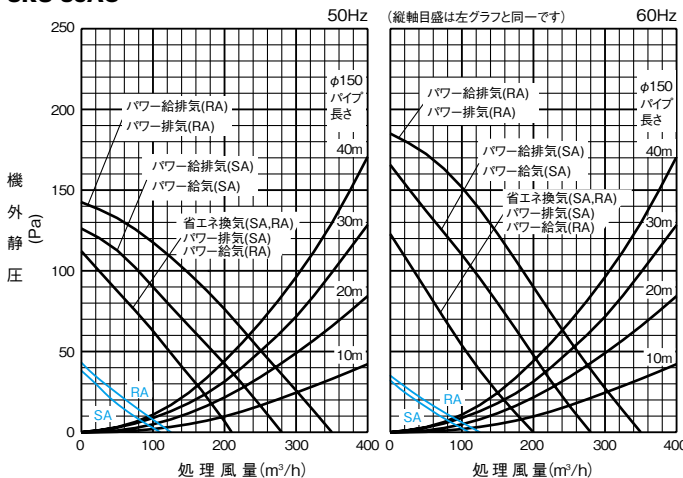 50Hz
(縦軸目盛は左グラフと同一です)
60Hz
250
200
150
100
50
0
機外静圧
(Pa)
パワー給排気(RA)
パワー排気(RA)
パワー給排気(SA)
パワー給気(SA)
省エネ換気(SA,RA)
パワー排気(SA)
パワー給気(RA)
φ150
パイプ
長さ
40m
30m
20m
10m
RA
SA
0
100
200
300
400
処理風量(m³/h)
パワー給排気(RA)
パワー排気(RA)
パワー給排気(SA)
パワー給気(SA)
省エネ換気(SA,RA)
パワー排気(SA)
パワー給気(RA)
φ150
パイプ
長さ
40m
30m
20m
10m
RA
SA
0
100
200
300
400
処理風量(m³/h)